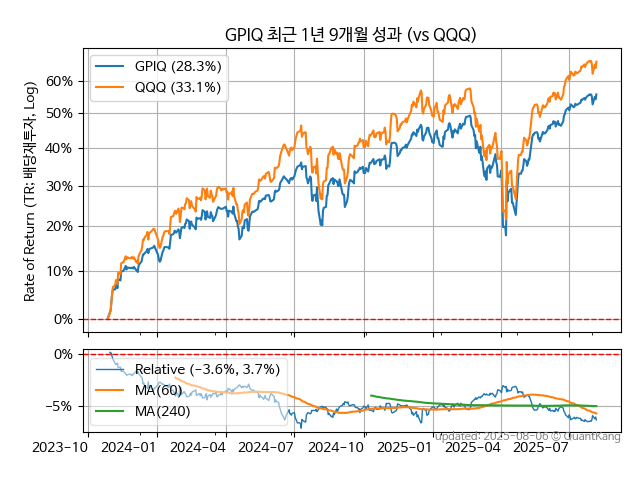 GPIQ 최근 1년 9개월 성과 (vs QQQ)
GPIQ (28.3%)
QQQ (33.1%)
Rate of Return (TR: 배당재투자, Log)
60%
50%
40%
30%
20%
10%
0%
Relative (−3.6%, 3.7%)
MA(60)
MA(240)
0%
−5%
2023-10 2024-01 2024-04 2024-07 2024-10 2025-01 2025-04 2025-07
updated: 2025-08-06 © QuantKang